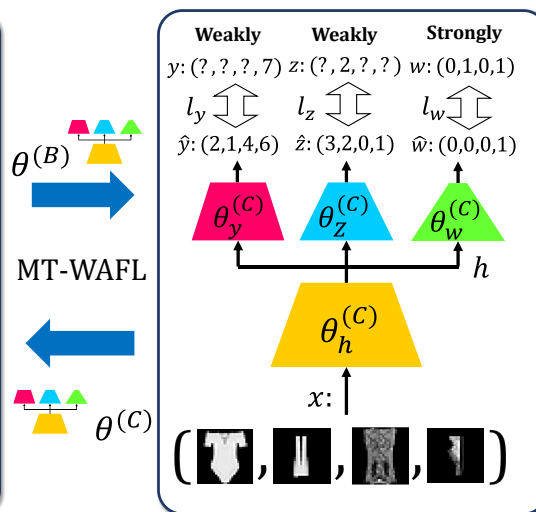 Weakly Weakly Strongly
y: (?, ?, ?, 7) z: (?, 2, ?, ?) w: (0,1,0,1)
l_y l_z l_w
ŷ: (2,1,4,6) ẑ: (3,2,0,1) ŵ: (0,0,0,1)
θ^(B)
θ_y^(C) θ_z^(C) θ_w^(C)
MT-WAFL
h
θ_h^(C)
x:
θ^(C)
( , , , )